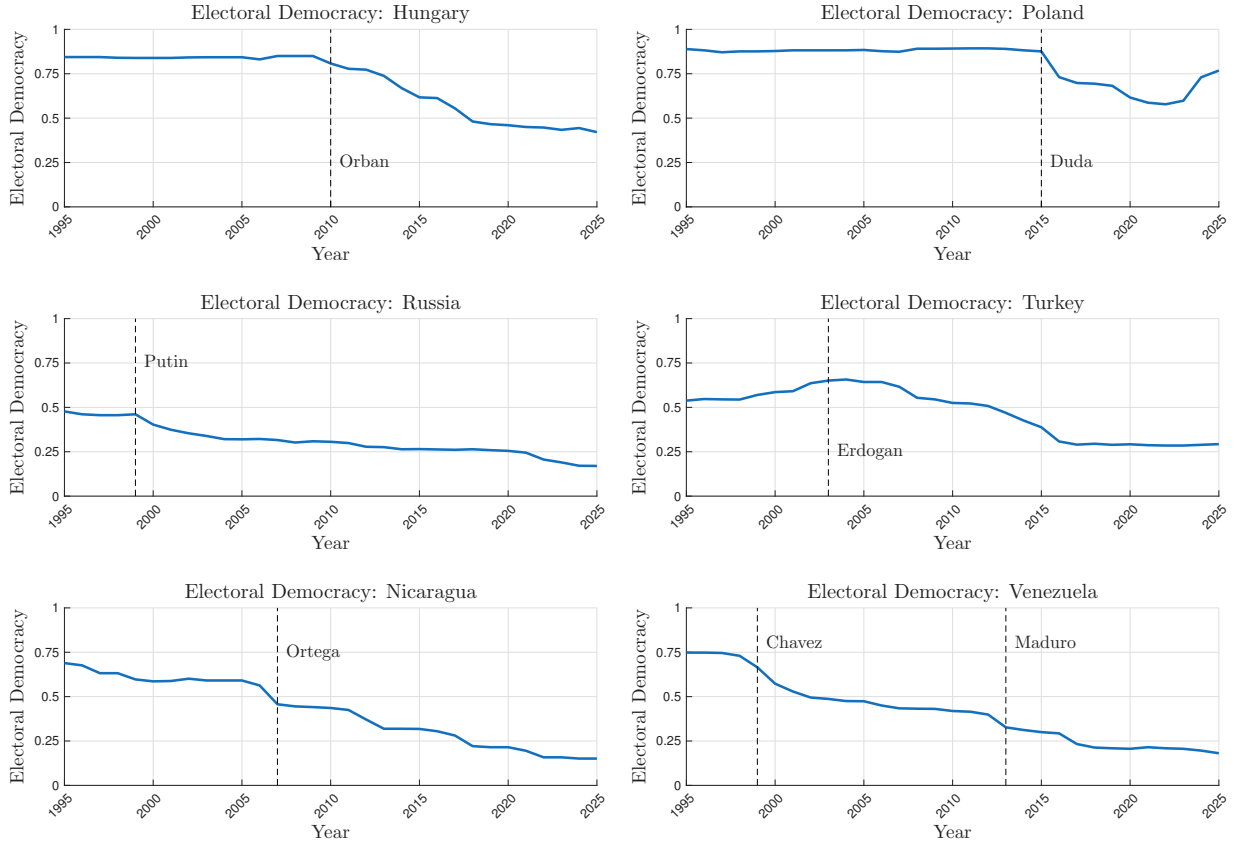 Electoral Democracy: Hungary
Electoral Democracy
1
0.75
0.5
0.25
0
Orban
1995
2000
2005
2010
2015
2020
2025
Year
Electoral Democracy: Poland
Electoral Democracy
1
0.75
0.5
0.25
0
Duda
1995
2000
2005
2010
2015
2020
2025
Year
Electoral Democracy: Russia
Electoral Democracy
1
0.75
0.5
0.25
0
Putin
1995
2000
2005
2010
2015
2020
2025
Year
Electoral Democracy: Turkey
Electoral Democracy
1
0.75
0.5
0.25
0
Erdogan
1995
2000
2005
2010
2015
2020
2025
Year
Electoral Democracy: Nicaragua
Electoral Democracy
1
0.75
0.5
0.25
0
Ortega
1995
2000
2005
2010
2015
2020
2025
Year
Electoral Democracy: Venezuela
Electoral Democracy
1
0.75
0.5
0.25
0
Chavez
Maduro
1995
2000
2005
2010
2015
2020
2025
Year